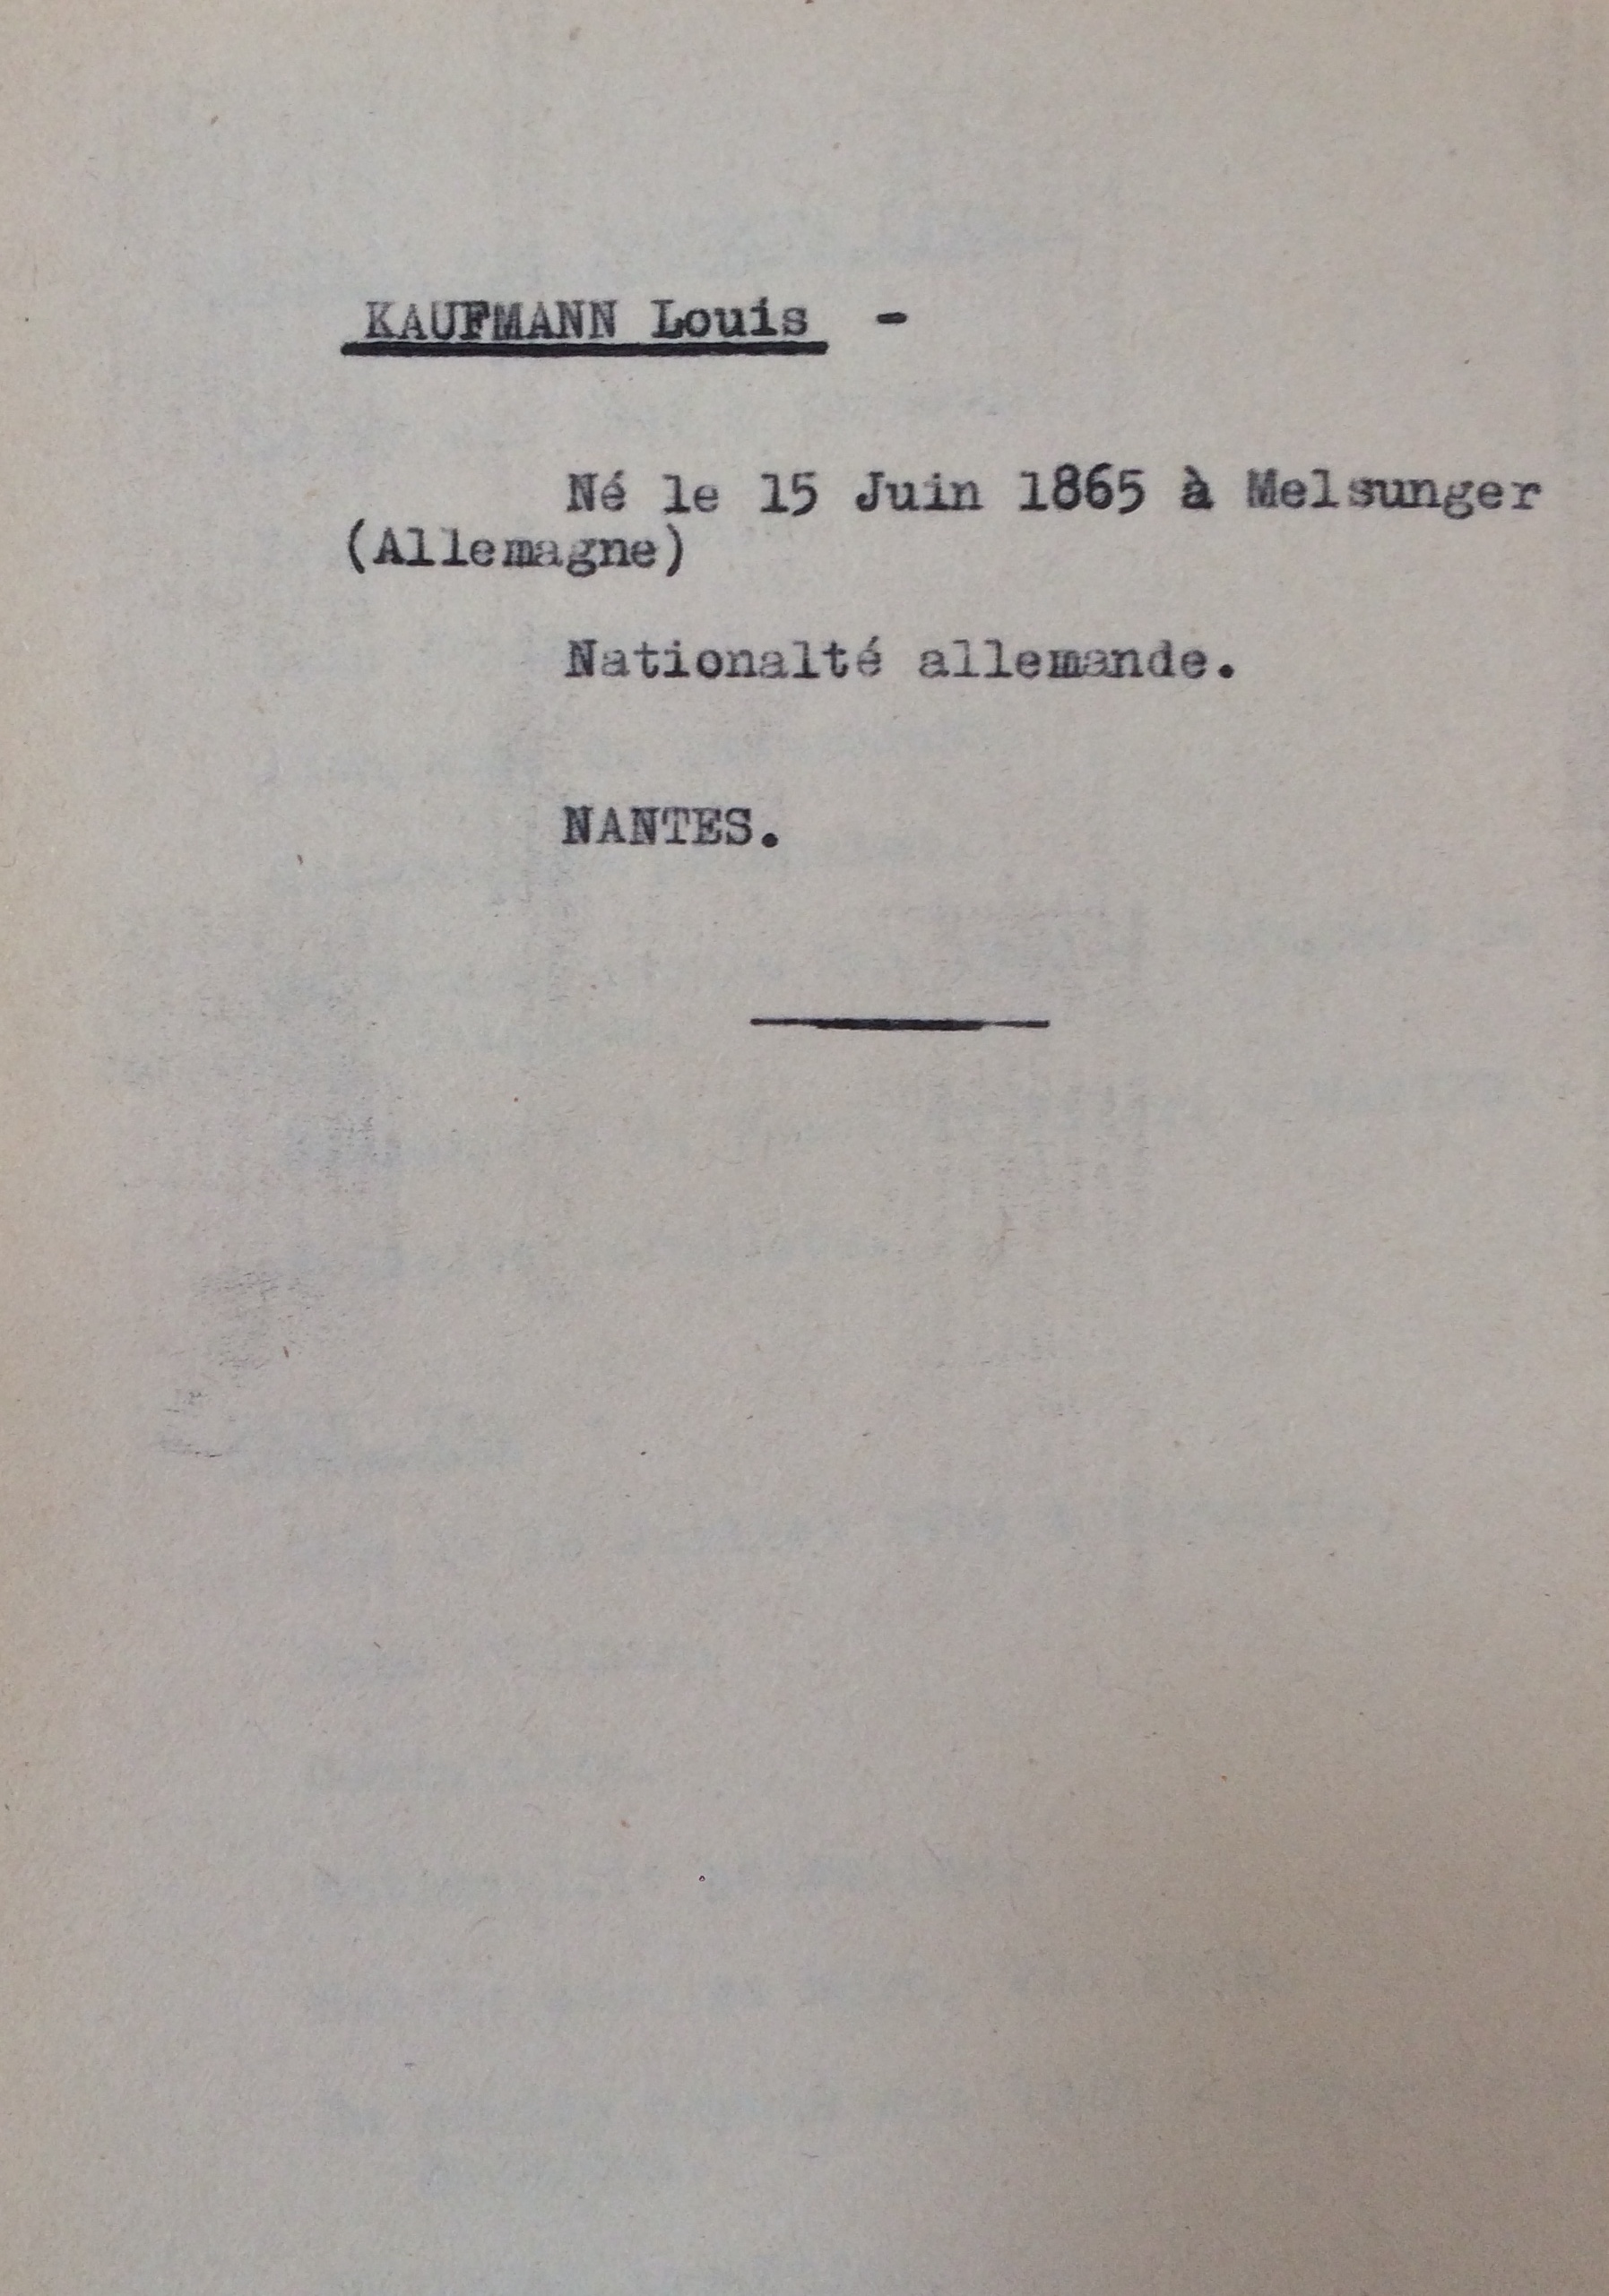 KAUFMANN Louis -
Né le 15 Juin 1865 à Melsunger
(Allemagne)
Nationalté allemande.
NANTES.